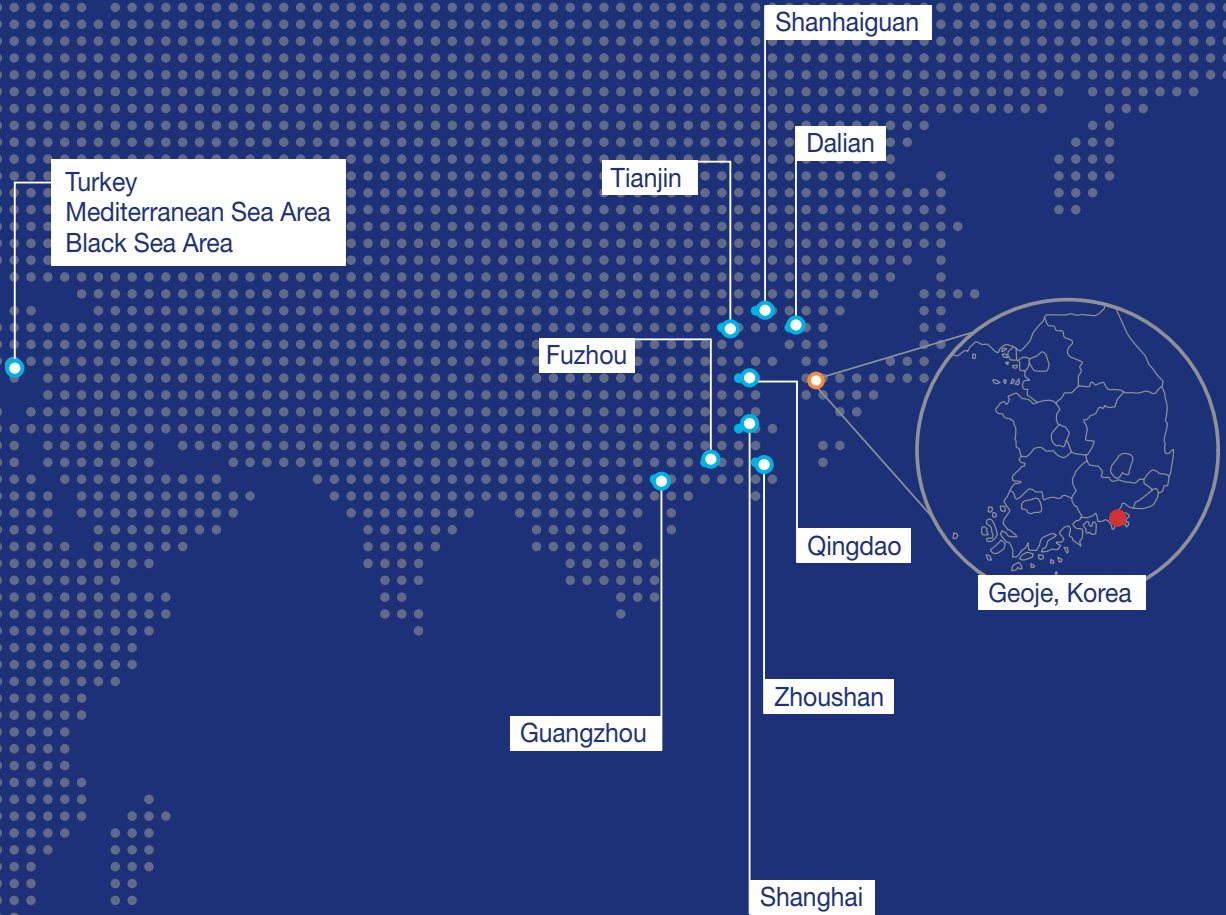 Shanhaiguan
Dalian
Tianjin
Turkey
Mediterranean Sea Area
Black Sea Area
Fuzhou
Qingdao
Geoje, Korea
Zhoushan
Guangzhou
Shanghai